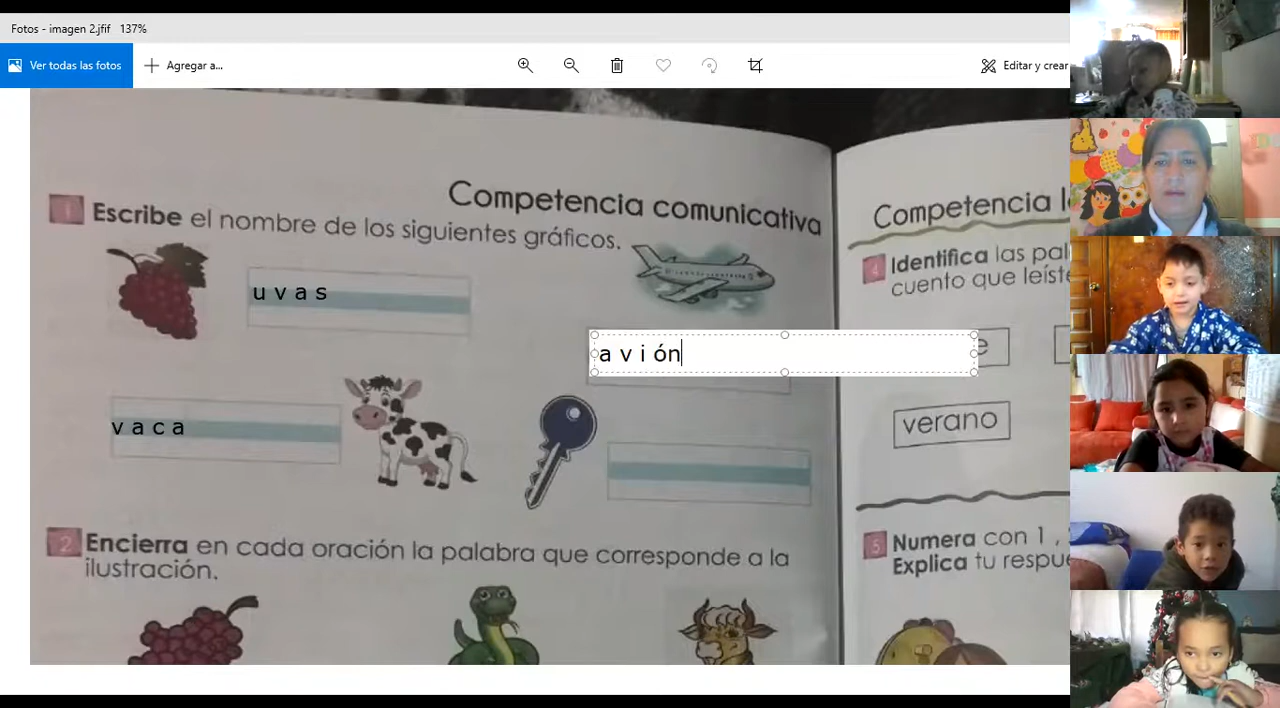 Fotos - imagen 2.jfif 137%
Ver todas las fotos
Agregar a...
Editar y crear
Competencia comunicativa
1 Escribe el nombre de los siguientes gráficos.
u v a s
a v i ón
v a c a
2 Encierra en cada oración la palabra que corresponde a la
ilustración.
Competencia
4 Identifica las
cuento que leíste
verano
5 Numera con 1 ,
Explica tu